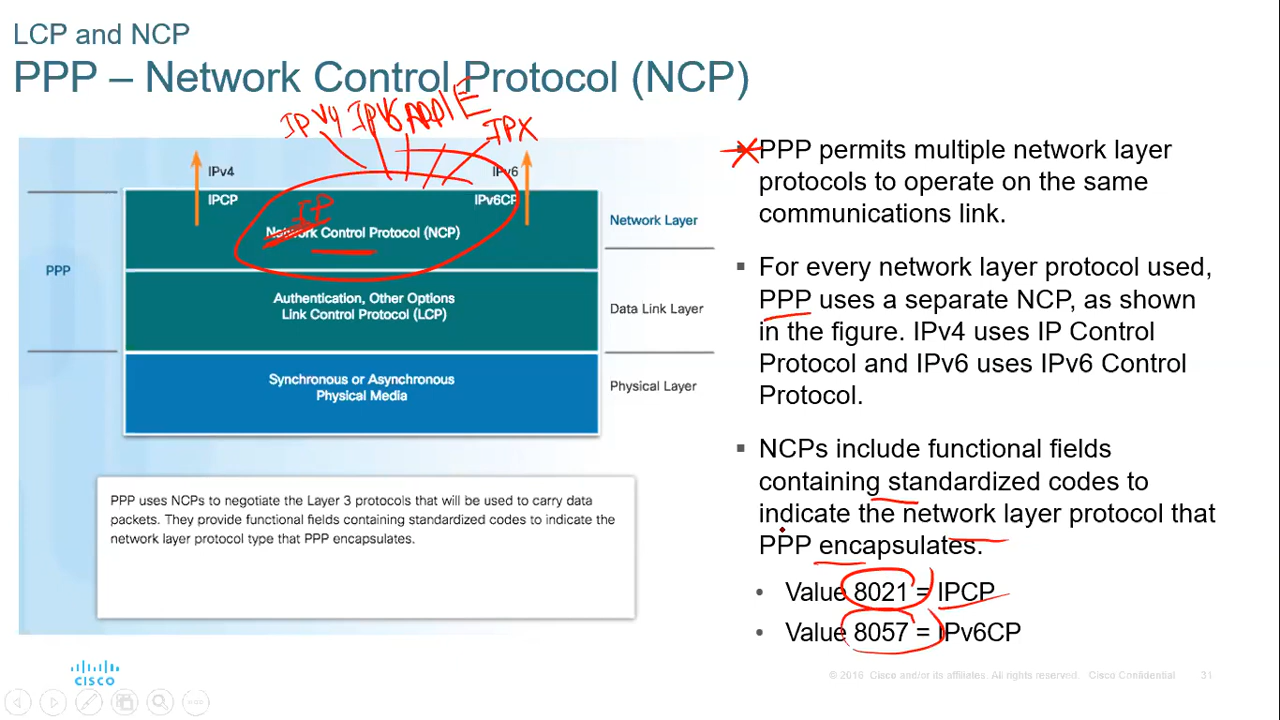 LCP and NCP
PPP – Network Control Protocol (NCP)
IPV4 IPV6 APPlE
IPX
IPv4
IPv6
IPCP
IPv6CP
IP
Network Control Protocol (NCP)
Network Layer
PPP
Authentication, Other Options
Link Control Protocol (LCP)
Data Link Layer
Synchronous or Asynchronous
Physical Media
Physical Layer
PPP uses NCPs to negotiate the Layer 3 protocols that will be used to carry data
packets. They provide functional fields containing standardized codes to indicate the
network layer protocol type that PPP encapsulates.
▪ PPP permits multiple network layer
protocols to operate on the same
communications link.
▪ For every network layer protocol used,
PPP uses a separate NCP, as shown
in the figure. IPv4 uses IP Control
Protocol and IPv6 uses IPv6 Control
Protocol.
▪ NCPs include functional fields
containing standardized codes to
indicate the network layer protocol that
PPP encapsulates.
• Value 8021 = IPCP
• Value 8057 = IPv6CP
CISCO
© 2016 Cisco and/or its affiliates. All rights reserved. Cisco Confidential 31